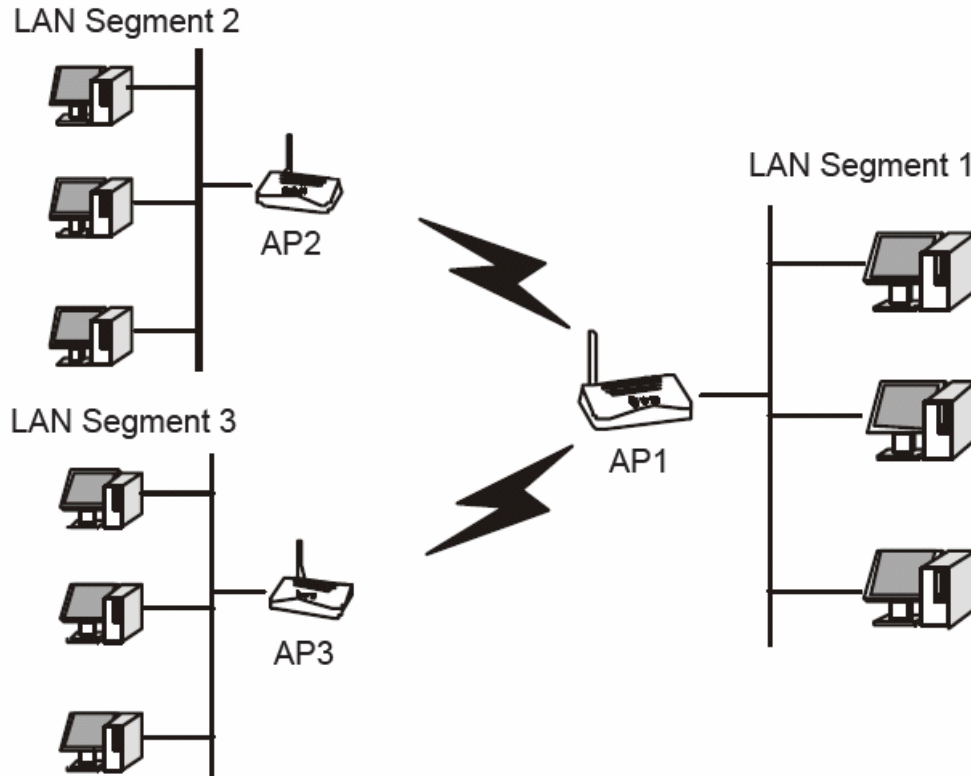 LAN Segment 2
AP2
LAN Segment 1
AP1
LAN Segment 3
AP3